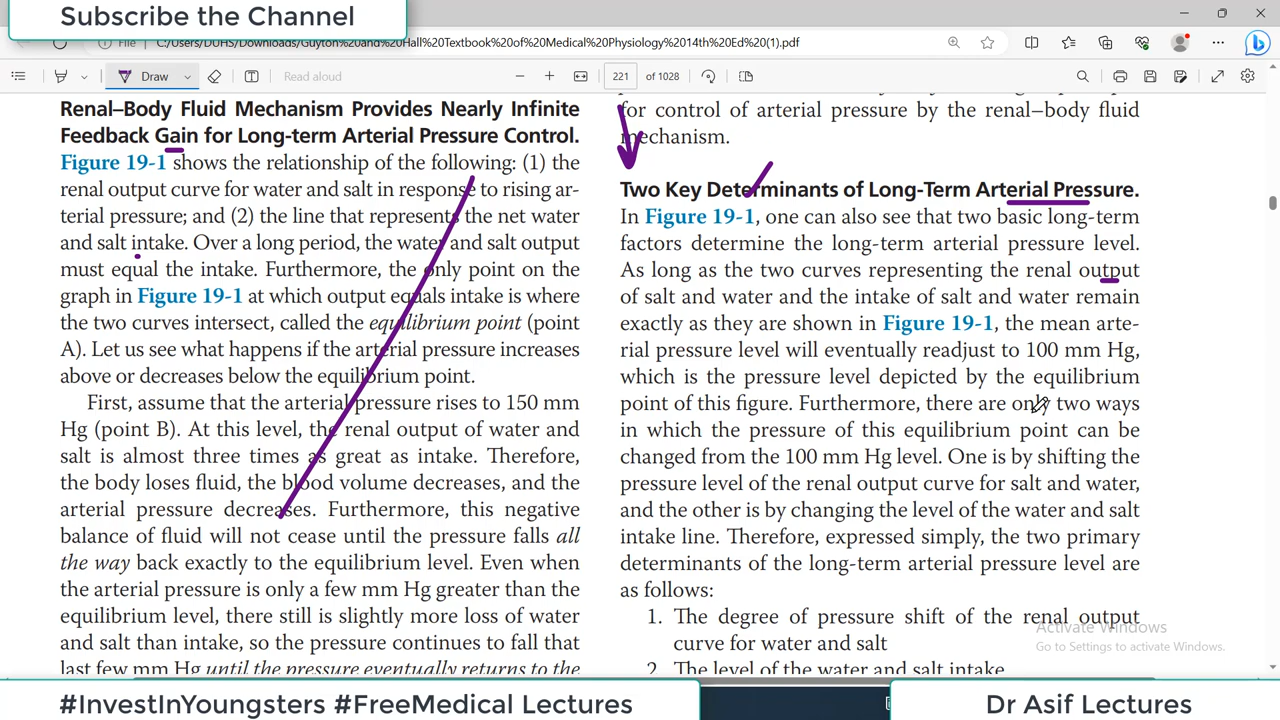 Subscribe the Channel
File
C:/Users/DUHS/Downloads/Guyton%20and%20Hall%20Textbook%20of%20Medical%20Physiology%2014th%20Ed%20(1).pdf
Draw
Read aloud
221
of 1028
Renal–Body Fluid Mechanism Provides Nearly Infinite
Feedback Gain for Long-term Arterial Pressure Control.
Figure 19-1 shows the relationship of the following: (1) the
renal output curve for water and salt in response to rising ar-
terial pressure; and (2) the line that represents the net water
and salt intake. Over a long period, the water and salt output
must equal the intake. Furthermore, the only point on the
graph in Figure 19-1 at which output equals intake is where
the two curves intersect, called the equilibrium point (point
A). Let us see what happens if the arterial pressure increases
above or decreases below the equilibrium point.
First, assume that the arterial pressure rises to 150 mm
Hg (point B). At this level, the renal output of water and
salt is almost three times as great as intake. Therefore,
the body loses fluid, the blood volume decreases, and the
arterial pressure decreases. Furthermore, this negative
balance of fluid will not cease until the pressure falls all
the way back exactly to the equilibrium level. Even when
the arterial pressure is only a few mm Hg greater than the
equilibrium level, there still is slightly more loss of water
and salt than intake, so the pressure continues to fall that
last few mm Hg until the pressure eventually returns to the
for control of arterial pressure by the renal–body fluid
mechanism.
Two Key Determinants of Long-Term Arterial Pressure.
In Figure 19-1, one can also see that two basic long-term
factors determine the long-term arterial pressure level.
As long as the two curves representing the renal output
of salt and water and the intake of salt and water remain
exactly as they are shown in Figure 19-1, the mean arte-
rial pressure level will eventually readjust to 100 mm Hg,
which is the pressure level depicted by the equilibrium
point of this figure. Furthermore, there are only two ways
in which the pressure of this equilibrium point can be
changed from the 100 mm Hg level. One is by shifting the
pressure level of the renal output curve for salt and water,
and the other is by changing the level of the water and salt
intake line. Therefore, expressed simply, the two primary
determinants of the long-term arterial pressure level are
as follows:
1. The degree of pressure shift of the renal output
curve for water and salt
2. The level of the water and salt intake
Activate Windows
Go to Settings to activate Windows.
#InvestInYoungsters #FreeMedical Lectures
Dr Asif Lectures